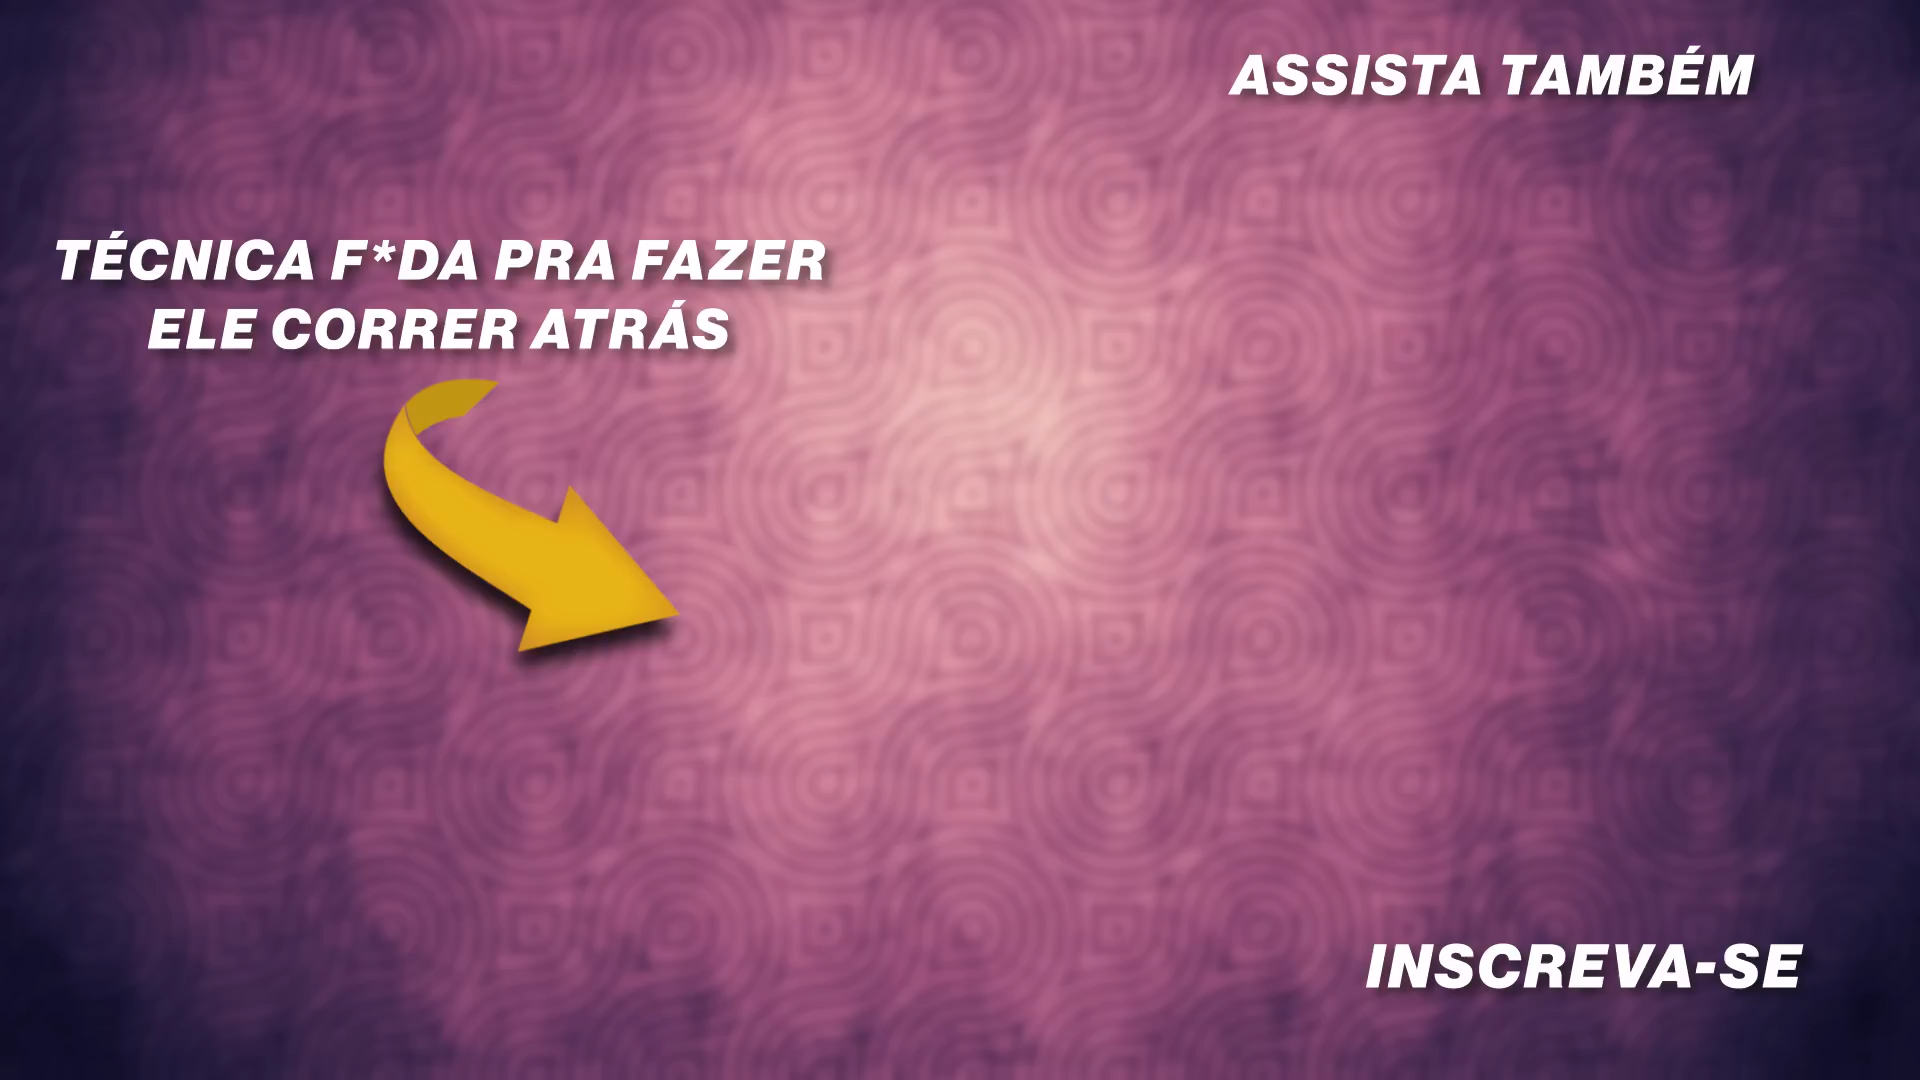 ASSISTA TAMBÉM
TÉCNICA F*DA PRA FAZER
ELE CORRER ATRÁS
INSCREVA-SE